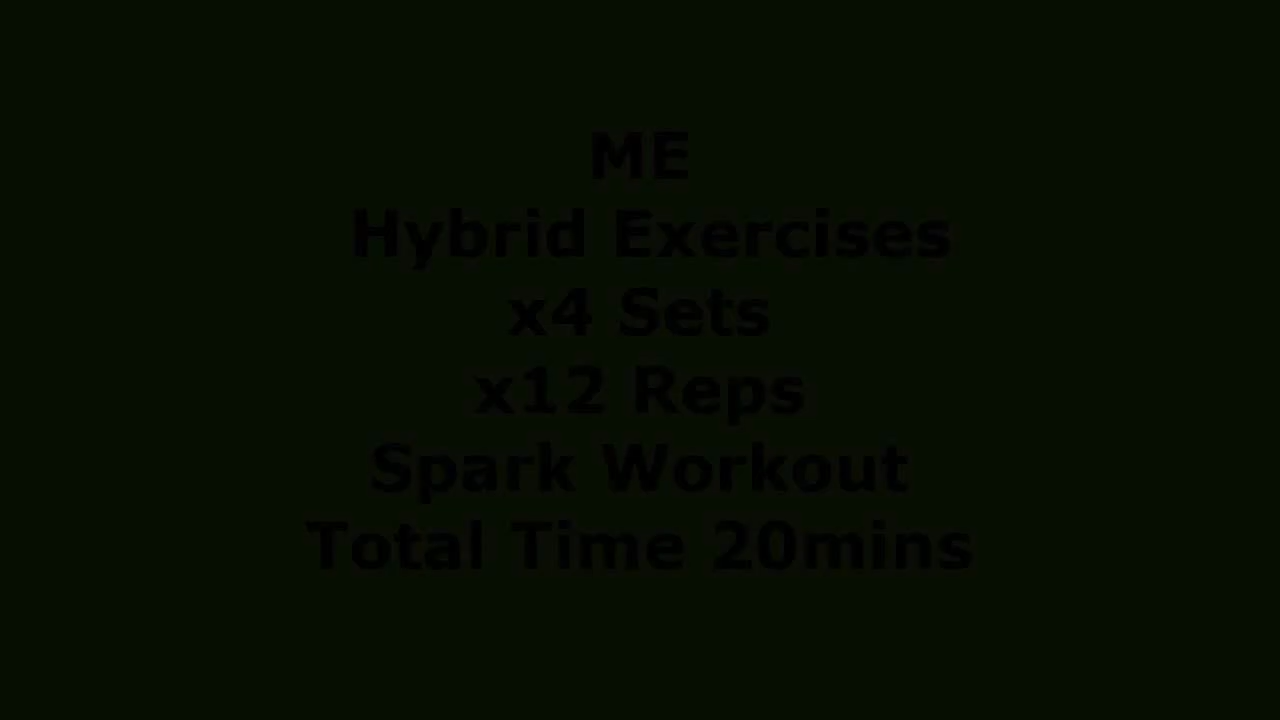 ME
Hybrid Exercises
x4 Sets
x12 Reps
Spark Workout
Total Time 20mins